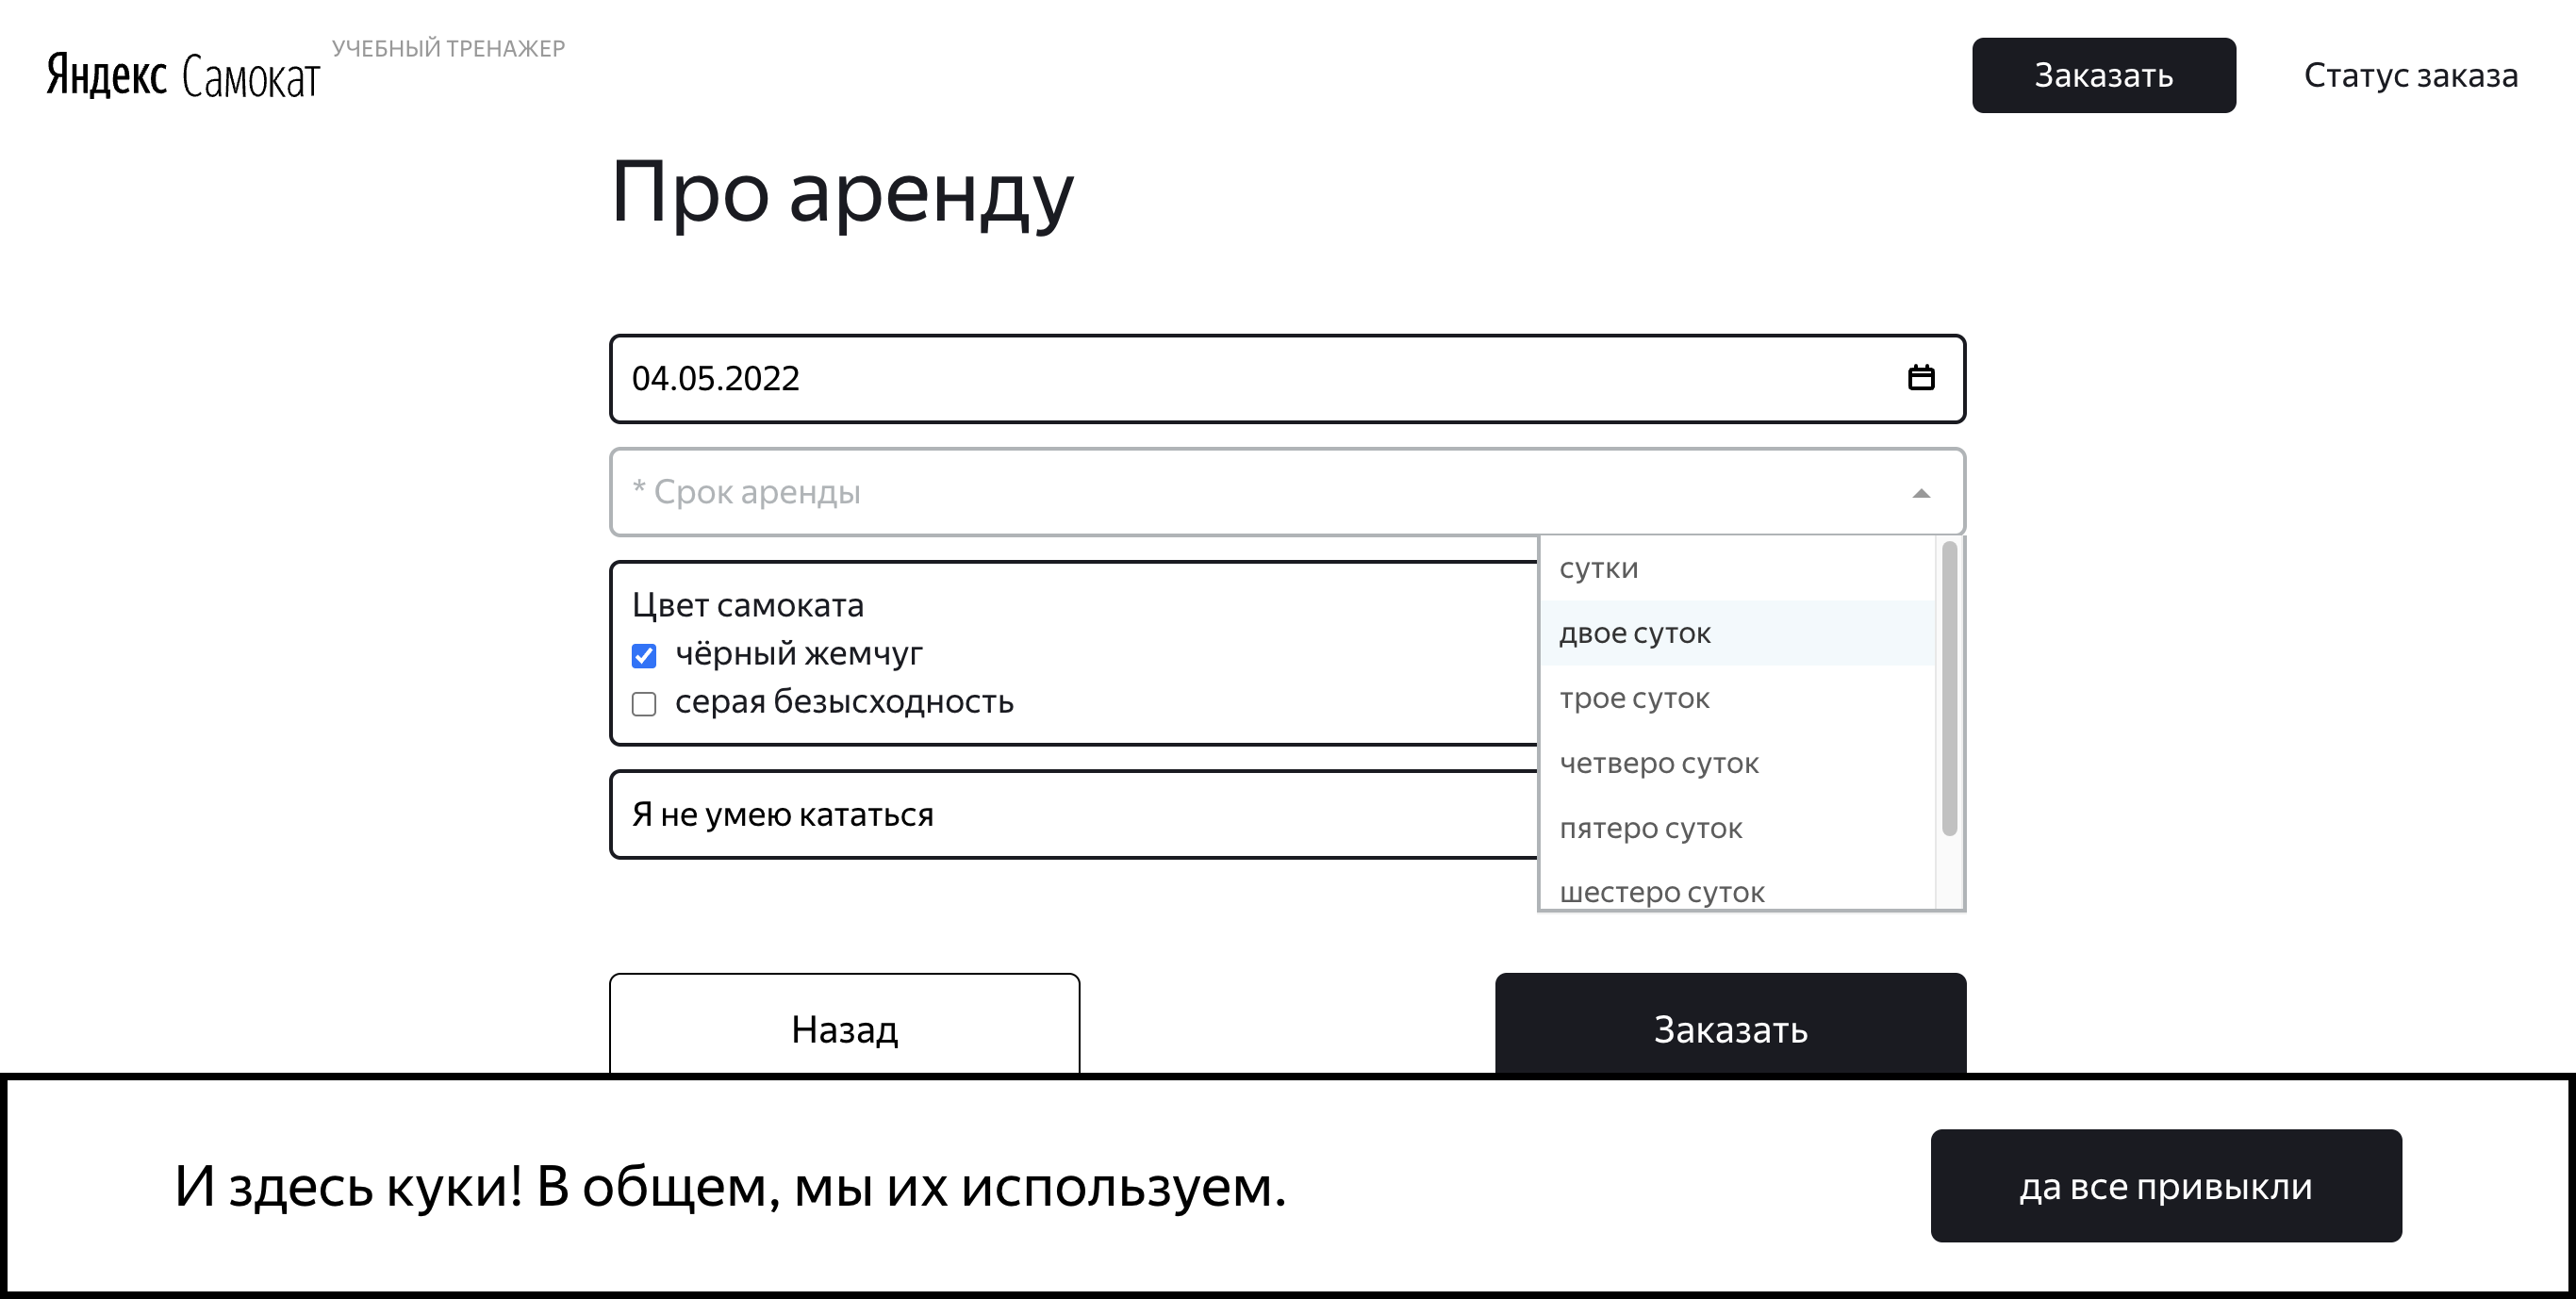 Яндекс Самокат
УЧЕБНЫЙ ТРЕНАЖЕР
Заказать
Статус заказа
Про аренду
04.05.2022
* Срок аренды
сутки
двое суток
трое суток
четверо суток
пятеро суток
шестеро суток
Цвет самоката
чёрный жемчуг
серая безысходность
Я не умею кататься
Назад
Заказать
И здесь куки! В общем, мы их используем.
да все привыкли